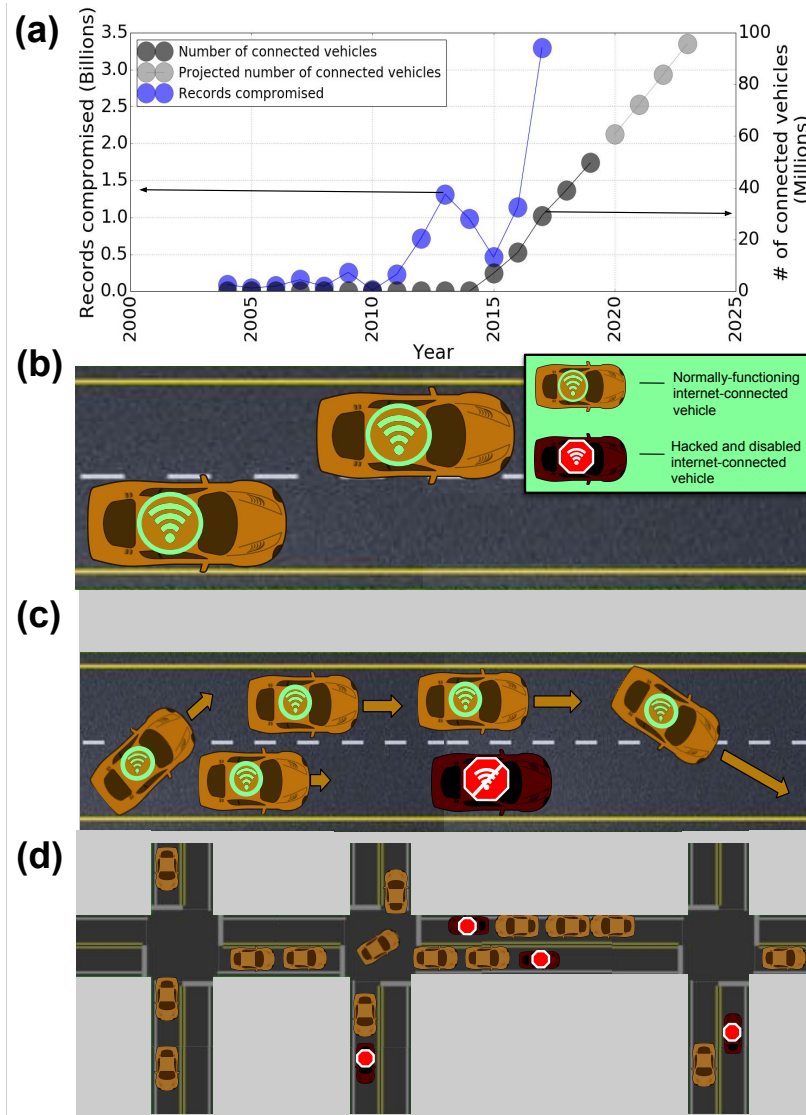 (a)
3.5
3.0
2.5
2.0
1.5
1.0
0.5
0.0
Records compromised (Billions)
Number of connected vehicles
Projected number of connected vehicles
Records compromised
100
80
60
40
20
0
# of connected vehicles
(Millions)
2000
2005
2010
2015
2020
2025
Year
(b)
Normally-functioning
internet-connected
vehicle
Hacked and disabled
internet-connected
vehicle
(c)
(d)